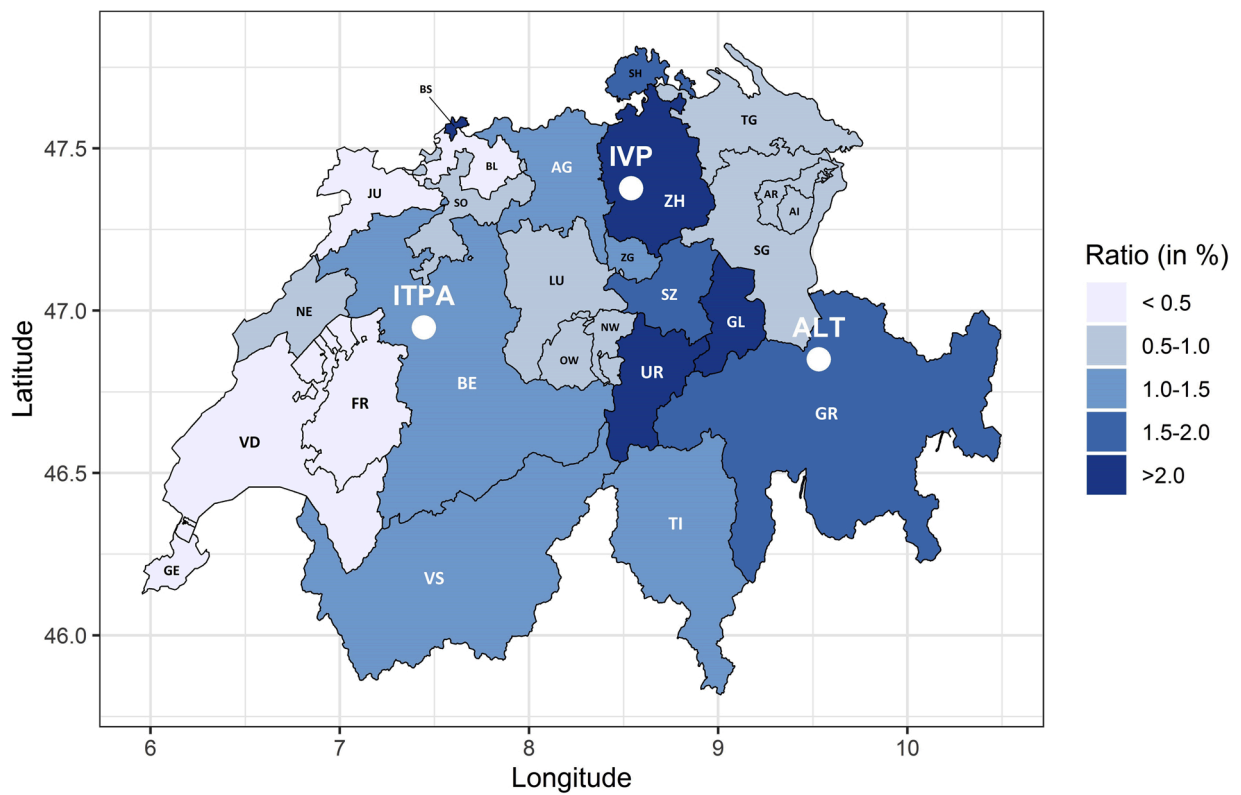 SH
BS
47.5
TG
IVP
BL
AG
JU
AR
ZH
SO
AI
SG
ZG
LU
ITPA
SZ
47.0
NE
GL
ALT
NW
OW
UR
BE
FR
GR
VD
46.5
TI
GE
VS
46.0
Latitude
6
7
8
9
10
Longitude
Ratio (in %)
< 0.5
0.5-1.0
1.0-1.5
1.5-2.0
>2.0